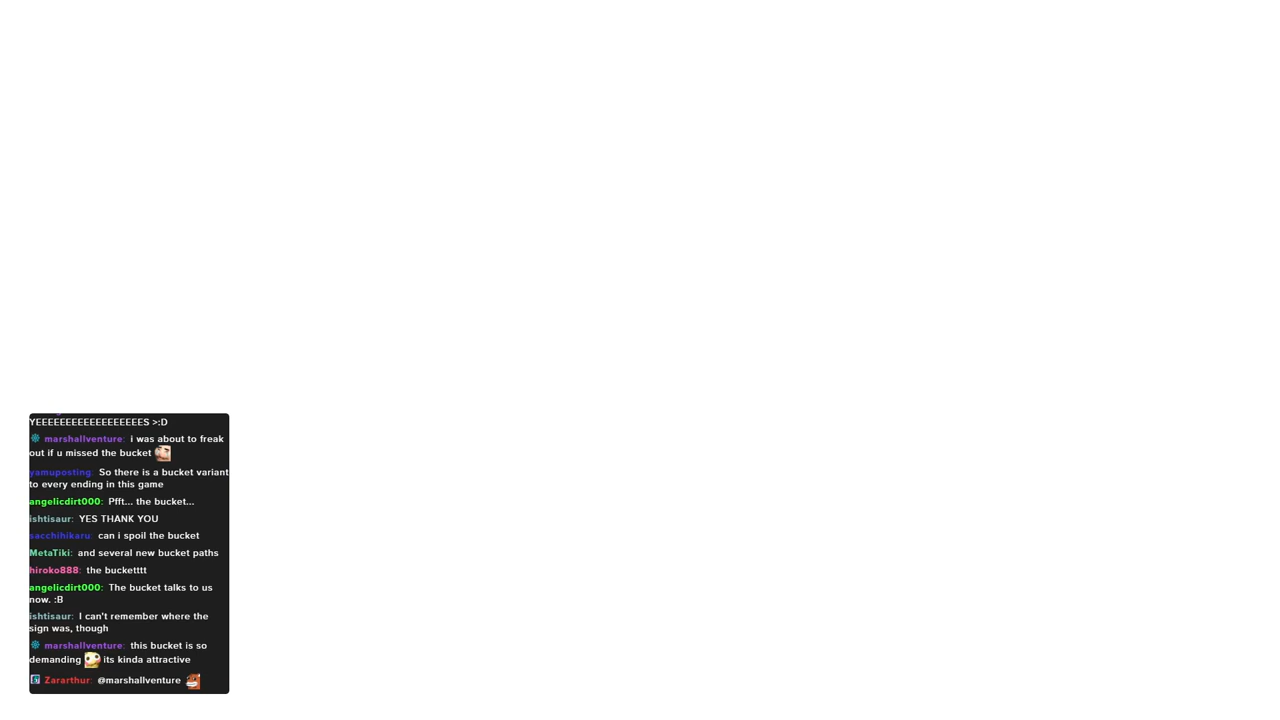 YEEEEEEEEEEEEEEEEEES >:D
marshallventure: i was about to freak
out if u missed the bucket
yamuposting: So there is a bucket variant
to every ending in this game
angelicdirt000: Pfft... the bucket...
ishtisaur: YES THANK YOU
sacchihikaru: can i spoil the bucket
MetaTiki: and several new bucket paths
hiroko888: the bucketttt
angelicdirt000: The bucket talks to us
now. :B
ishtisaur: I can't remember where the
sign was, though
marshallventure: this bucket is so
demanding its kinda attractive
Zararthur: @marshallventure